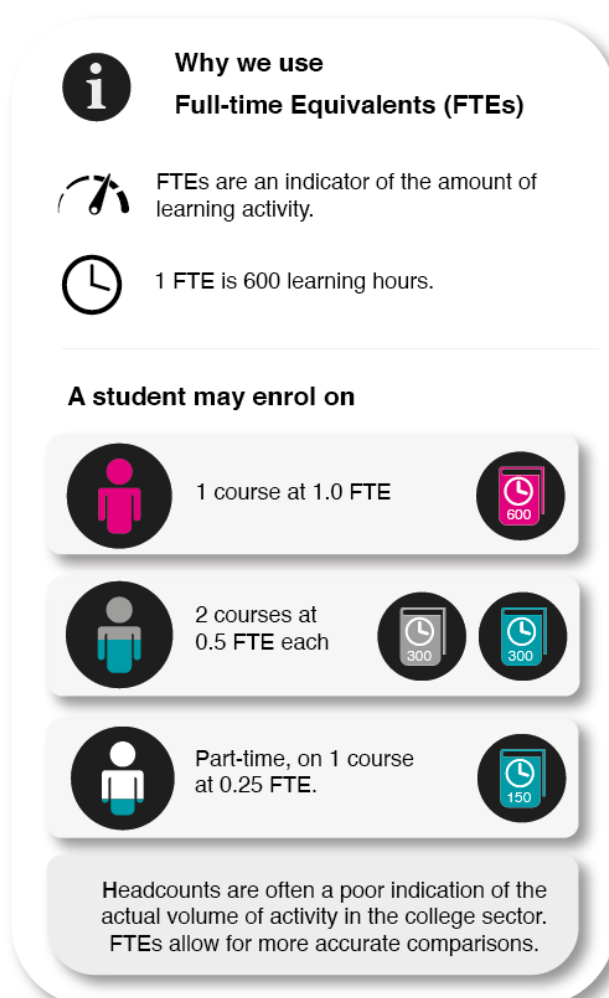 i
Why we use
Full-time Equivalents (FTEs)
FTEs are an indicator of the amount of
learning activity.
1 FTE is 600 learning hours.
A student may enrol on
1 course at 1.0 FTE
600
2 courses at
0.5 FTE each
300
300
Part-time, on 1 course
at 0.25 FTE.
150
Headcounts are often a poor indication of the
actual volume of activity in the college sector.
FTEs allow for more accurate comparisons.